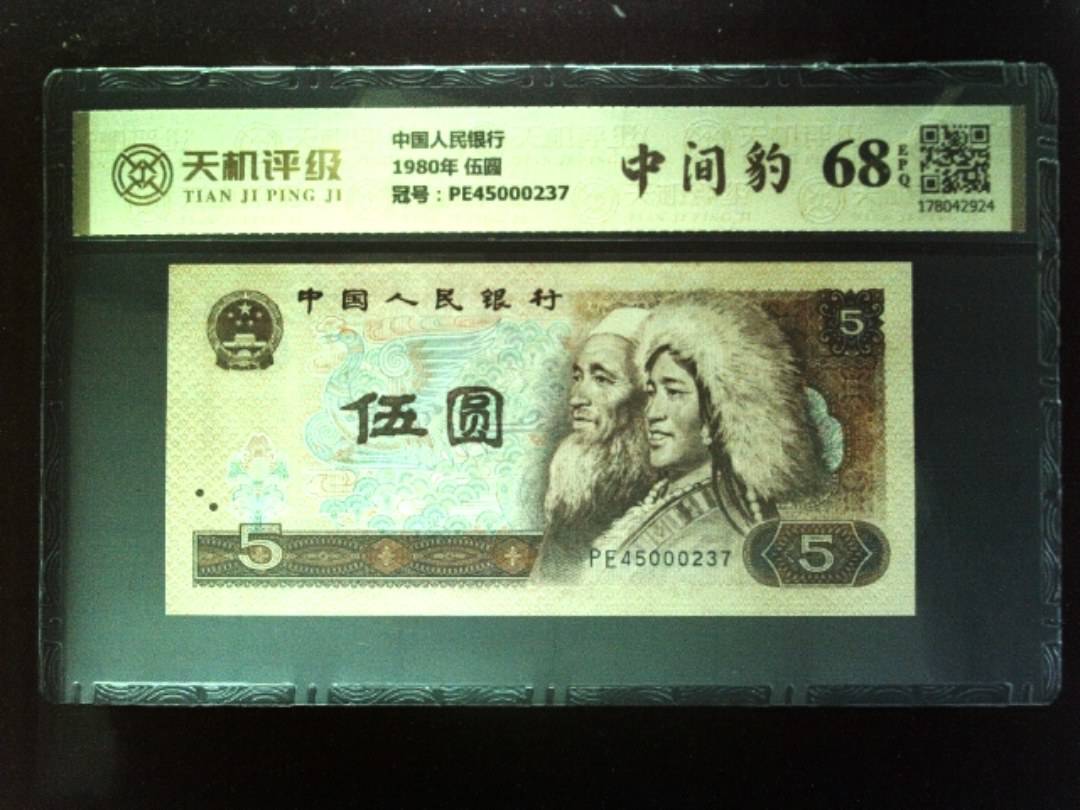 天机评级
TIAN JI PING JI
中国人民银行
1980年 伍圆
冠号：PE45000237
中间豹 68 EPQ
178042924
中国人民银行
5
伍圆
5
PE45000237
5